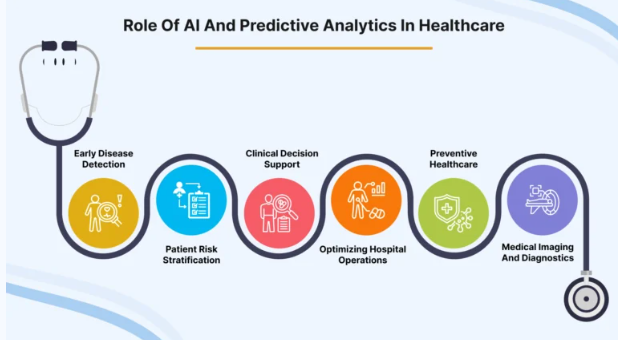 Role Of AI And Predictive Analytics In Healthcare
Early Disease
Detection
Patient Risk
Stratification
Clinical Decision
Support
Optimizing Hospital
Operations
Preventive
Healthcare
Medical Imaging
And Diagnostics